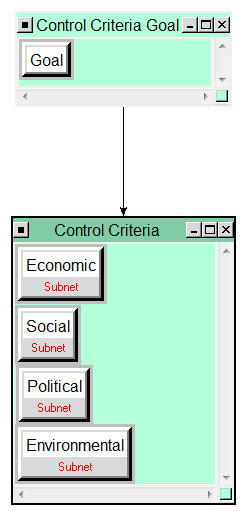 Control Criteria Goal
Goal
Control Criteria
Economic
Subnet
Social
Subnet
Political
Subnet
Environmental
Subnet